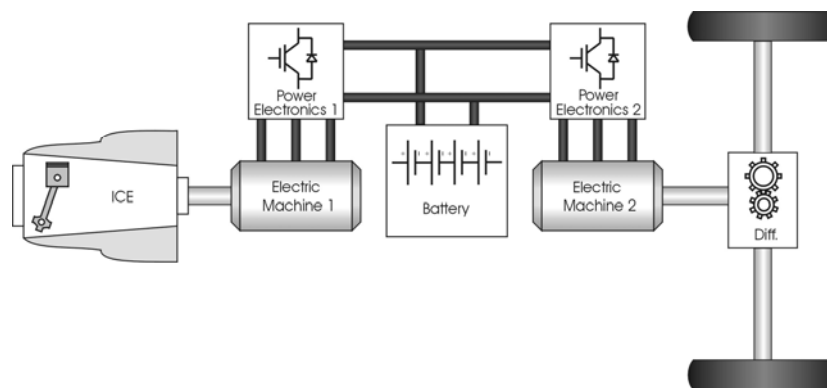 Power
Electronics 1
Power
Electronics 2
ICE
Electric
Machine 1
Battery
Electric
Machine 2
Diff.